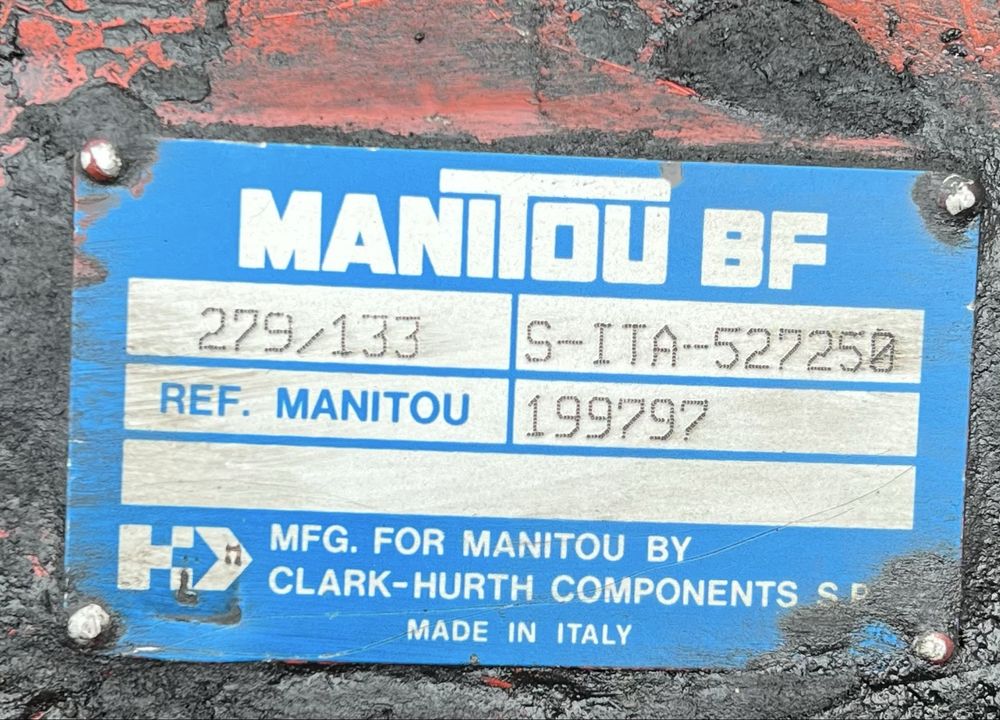 MANITOU BF
279/133 S-ITA-527250
REF. MANITOU 199797
MFG. FOR MANITOU BY
CLARK-HURTH COMPONENTS S.P
MADE IN ITALY